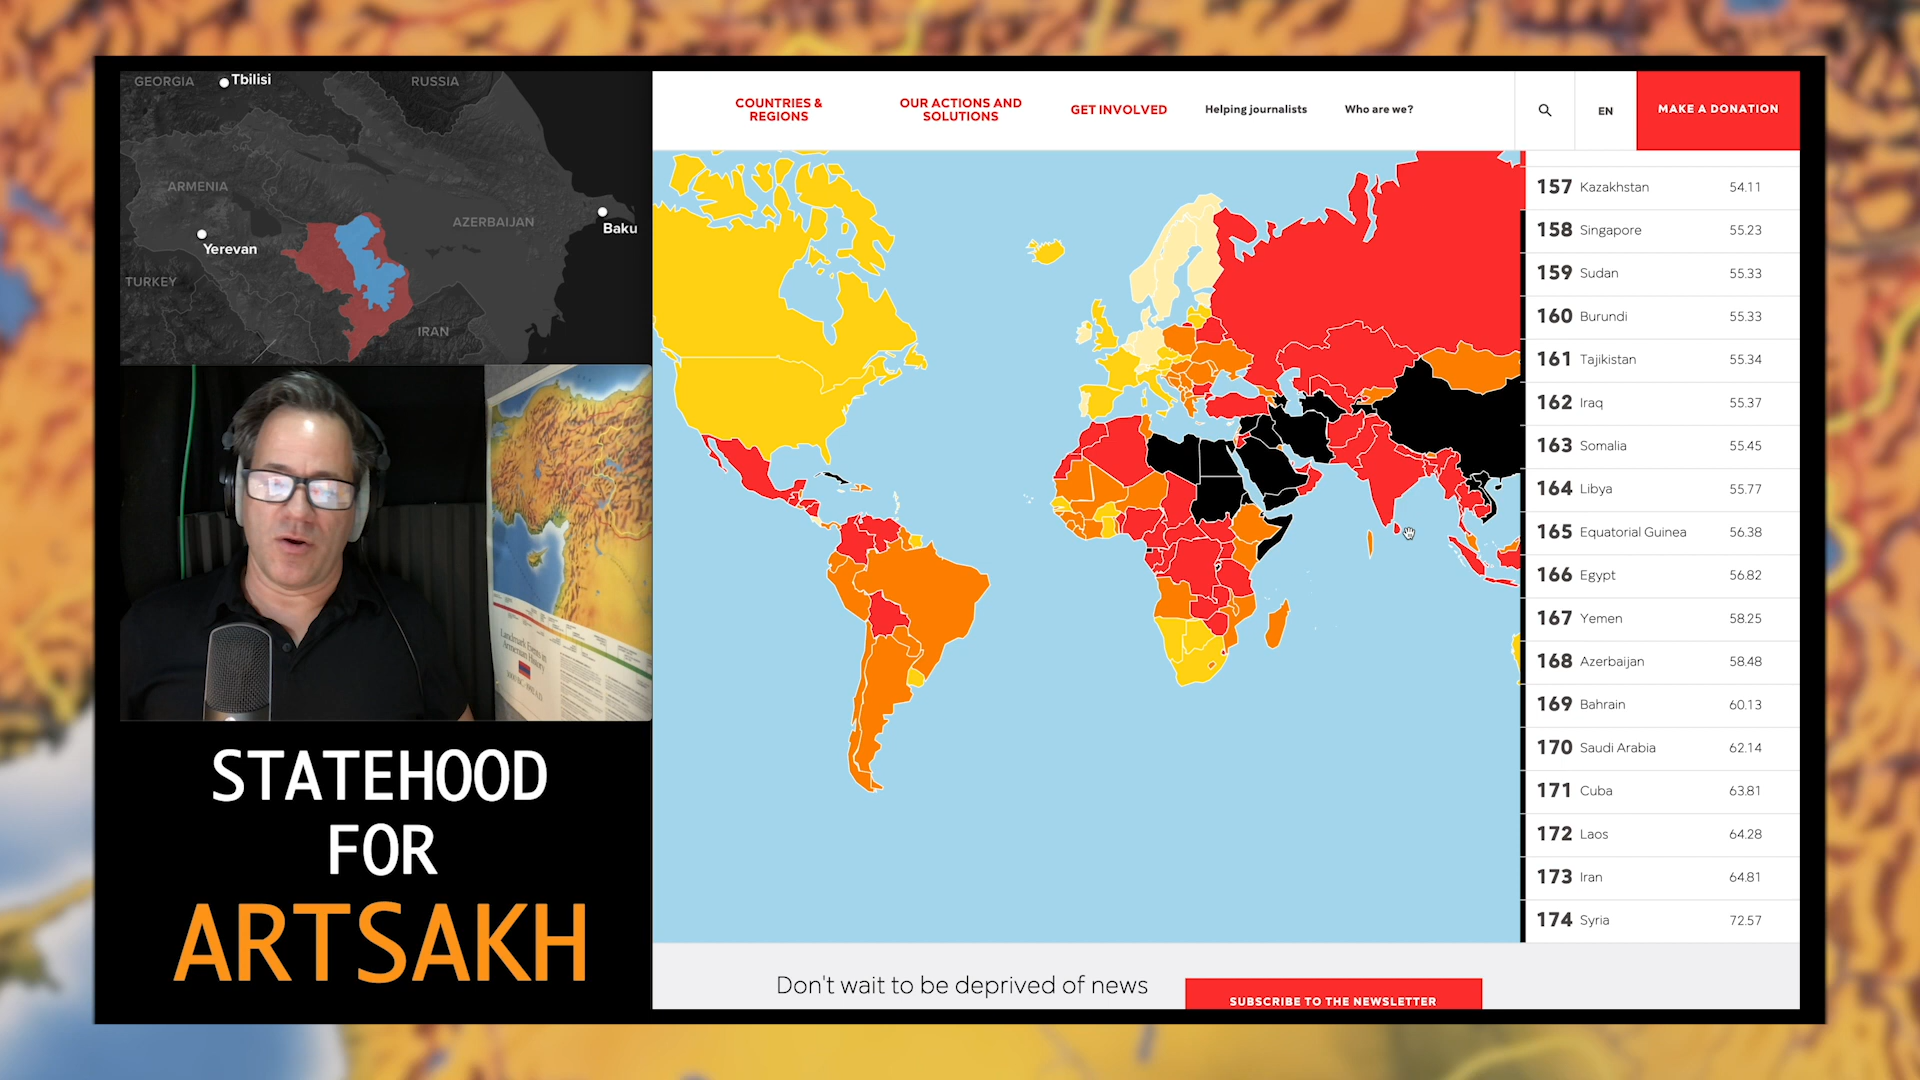 GEORGIA
Tbilisi
RUSSIA
ARMENIA
AZERBAIJAN
Baku
Yerevan
TURKEY
IRAN
Landmark Events in
Armenian History
STATEHOOD
FOR
ARTSAKH
COUNTRIES &
REGIONS
OUR ACTIONS AND
SOLUTIONS
GET INVOLVED
Helping journalists
Who are we?
EN
MAKE A DONATION
157 Kazakhstan 54.11
158 Singapore 55.23
159 Sudan 55.33
160 Burundi 55.33
161 Tajikistan 55.34
162 Iraq 55.37
163 Somalia 55.45
164 Libya 55.77
165 Equatorial Guinea 56.38
166 Egypt 56.82
167 Yemen 58.25
168 Azerbaijan 58.48
169 Bahrain 60.13
170 Saudi Arabia 62.14
171 Cuba 63.81
172 Laos 64.28
173 Iran 64.81
174 Syria 72.57
Don't wait to be deprived of news
SUBSCRIBE TO THE NEWSLETTER